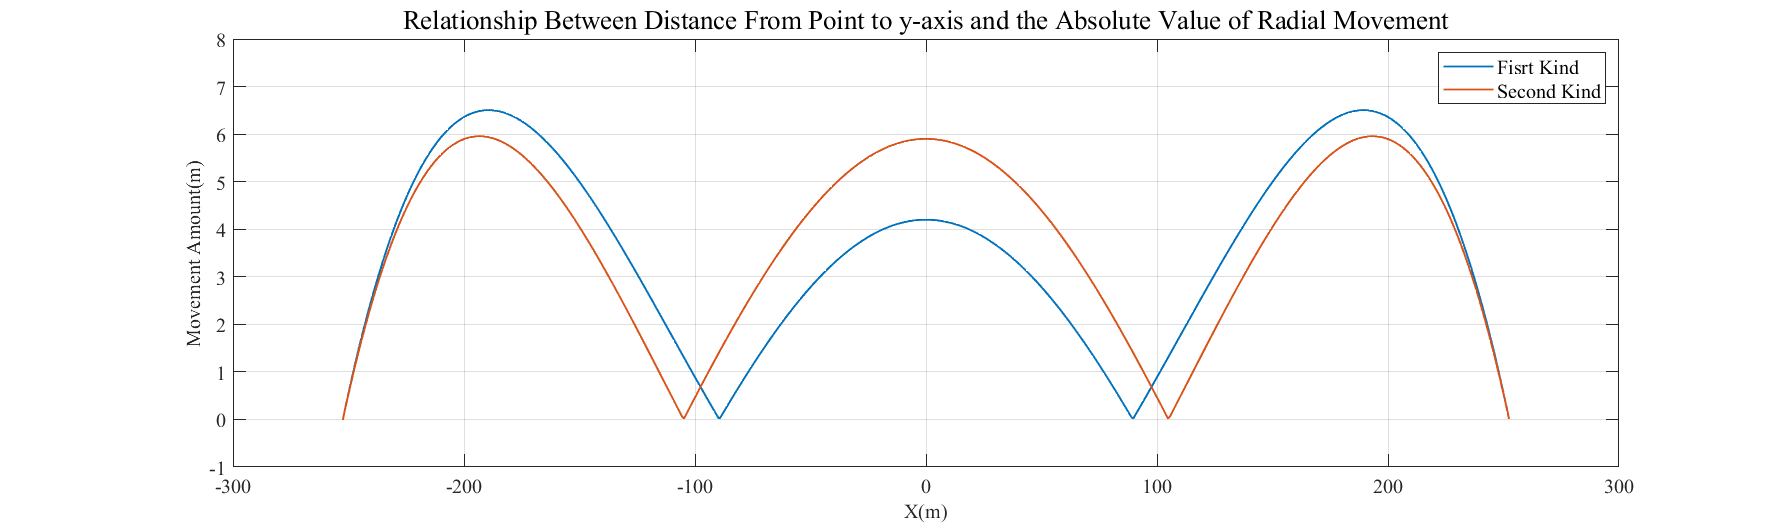 Relationship Between Distance From Point to y-axis and the Absolute Value of Radial Movement
8
7
6
5
4
3
2
1
0
-1
Movement Amount(m)
Fisrt Kind
Second Kind
-300 -200 -100 0 100 200 300
X(m)